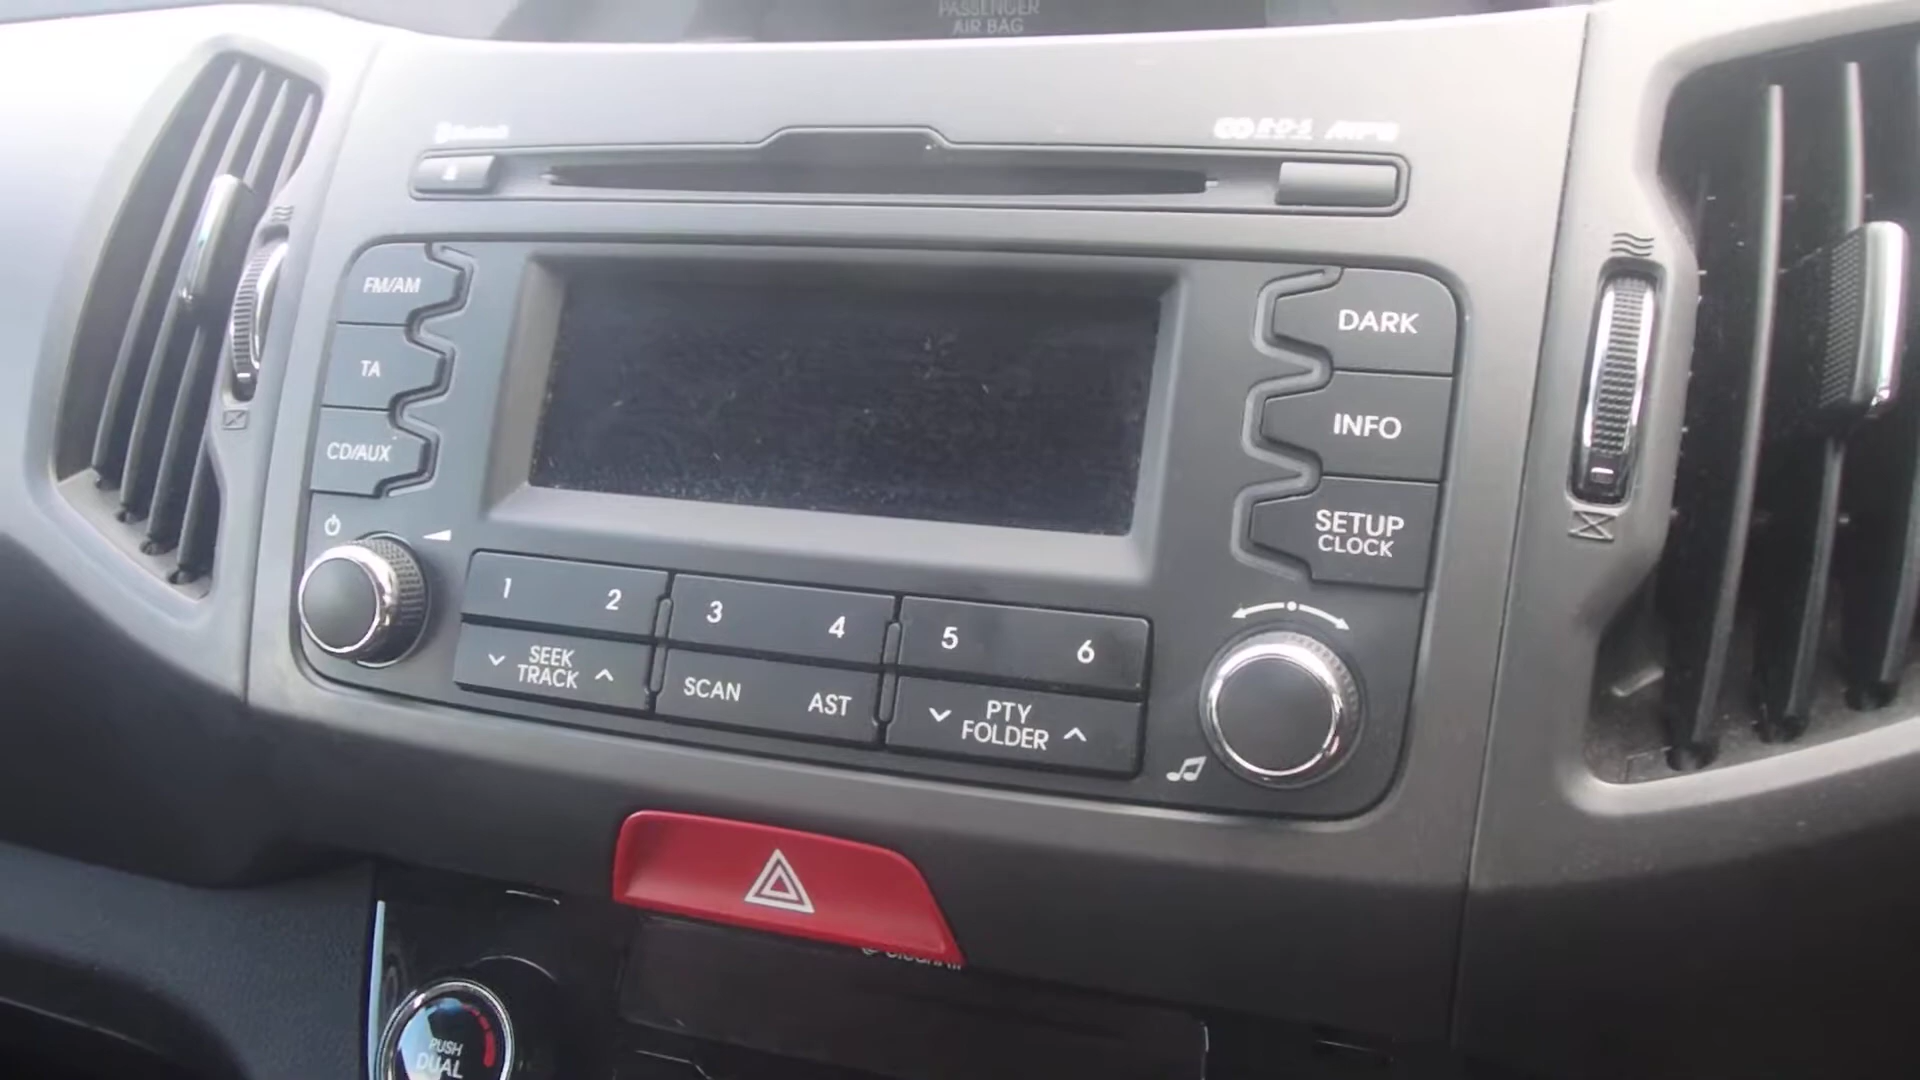 PASSENGER
AIR BAG
R·D·S
FM/AM
TA
CD/AUX
DARK
INFO
SETUP
CLOCK
1 2 3 4 5 6
SEEK
TRACK
SCAN AST
PTY
FOLDER
PUSH
DUAL